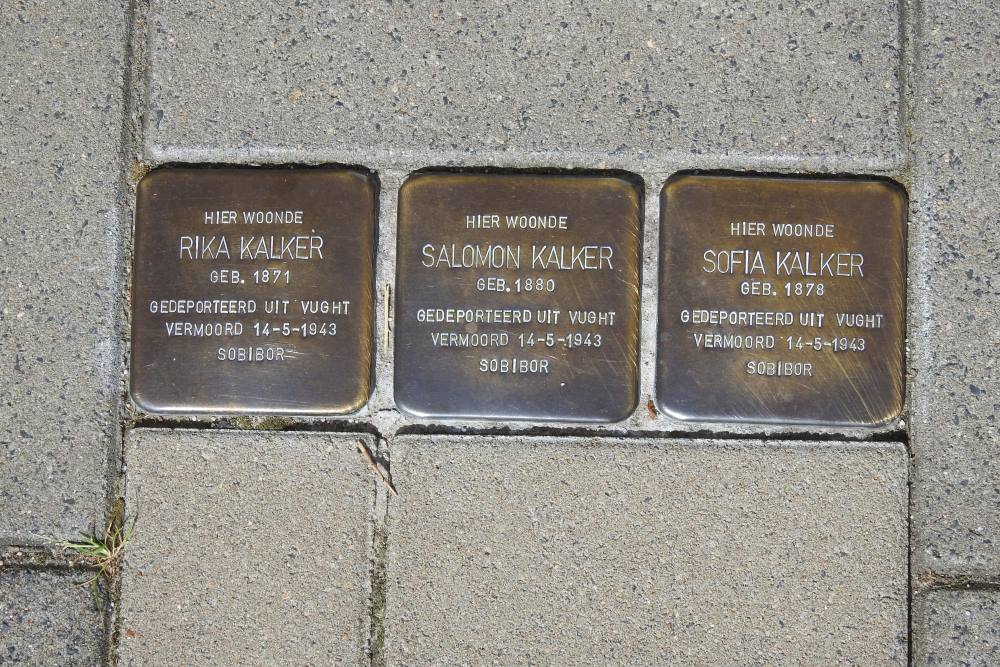 HIER WOONDE
RIKA KALKER
GEB. 1871
GEDEPORTEERD UIT VUGHT
VERMOORD 14-5-1943
SOBIBOR
HIER WOONDE
SALOMON KALKER
GEB. 1880
GEDEPORTEERD UIT VUGHT
VERMOORD 14-5-1943
SOBIBOR
HIER WOONDE
SOFIA KALKER
GEB. 1878
GEDEPORTEERD UIT VUGHT
VERMOORD 14-5-1943
SOBIBOR